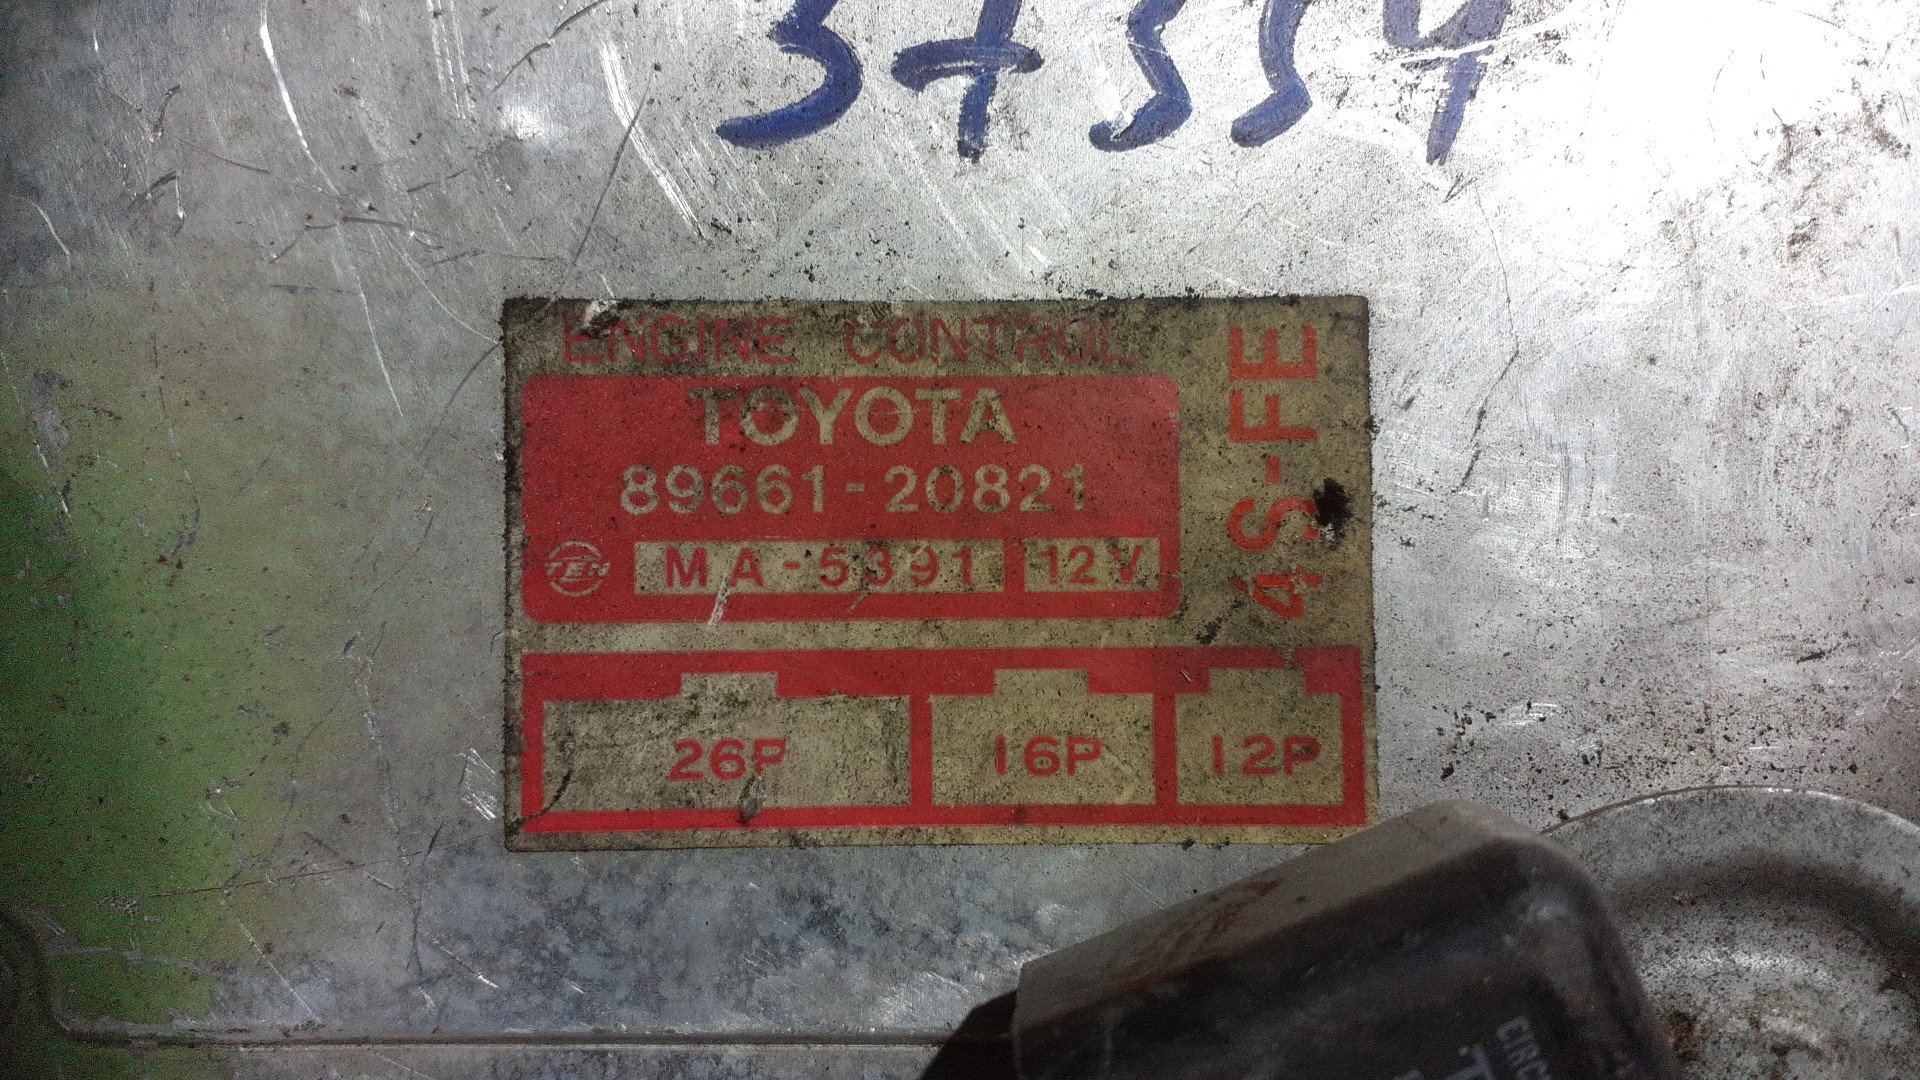 37554
ENGINE CONTROL
TOYOTA
89661-20821
TEN
MA-5391 12V
4S-FE
26P 16P 12P